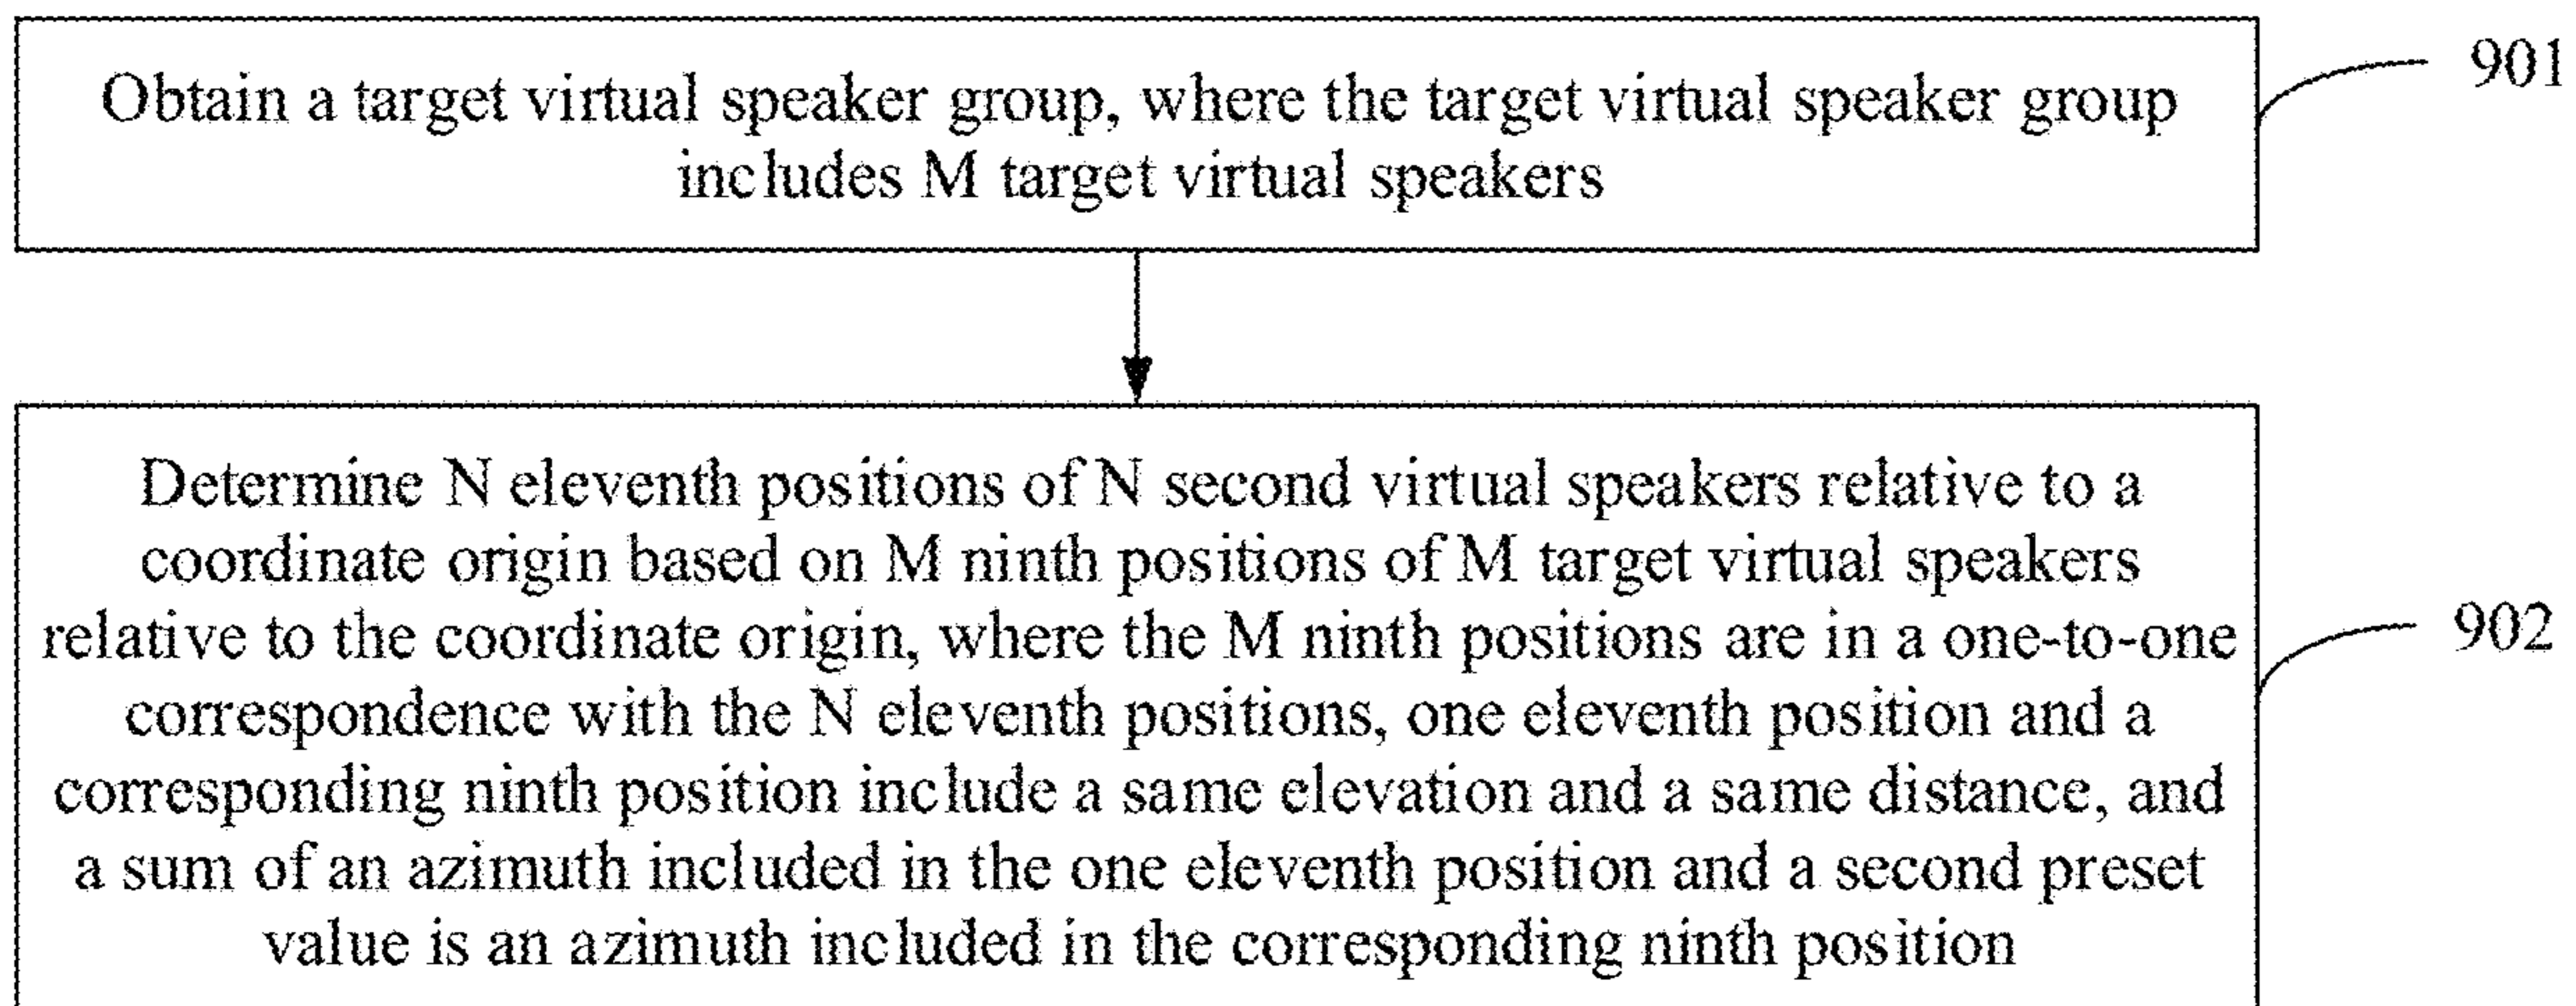 Obtain a target virtual speaker group, where the target virtual speaker group
includes M target virtual speakers
901
Determine N eleventh positions of N second virtual speakers relative to a
coordinate origin based on M ninth positions of M target virtual speakers
relative to the coordinate origin, where the M ninth positions are in a one-to-one
correspondence with the N eleventh positions, one eleventh position and a
corresponding ninth position include a same elevation and a same distance, and
a sum of an azimuth included in the one eleventh position and a second preset
value is an azimuth included in the corresponding ninth position
902